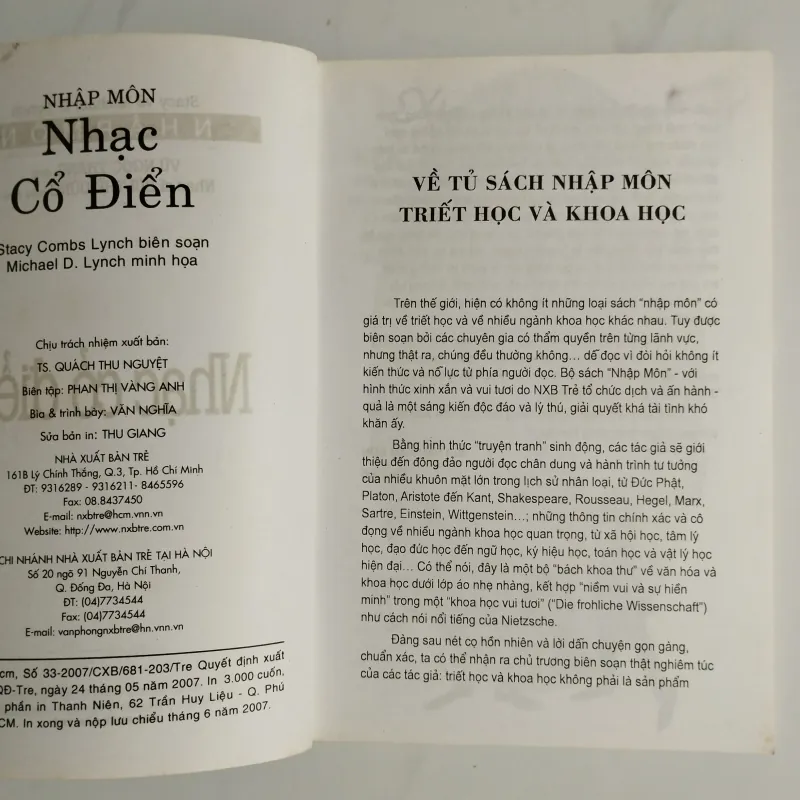 NHẬP MÔN
Nhạc
Cổ Điển
Stacy Combs Lynch biên soạn
Michael D. Lynch minh họa
Chịu trách nhiệm xuất bản:
TS. QUÁCH THU NGUYỆT
Biên tập: PHAN THỊ VÀNG ANH
Bìa & trình bày: VĂN NGHĨA
Sửa bản in: THU GIANG
NHÀ XUẤT BẢN TRẺ
161B Lý Chính Thắng, Q.3, Tp. Hồ Chí Minh
ĐT: 9316289 - 9316211- 8465596
Fax: 08.8437450
E-mail: nxbtre@hcm.vnn.vn
Website: http://www.nxbtre.com.vn
CHI NHÁNH NHÀ XUẤT BẢN TRẺ TẠI HÀ NỘI
Số 20 ngõ 91 Nguyễn Chí Thanh,
Q. Đống Đa, Hà Nội
ĐT: (04)7734544
Fax: (04)7734544
E-mail: vanphongnxbtre@hn.vnn.vn
cm, Số 33-2007/CXB/681-203/Tre Quyết định xuất
QĐ-Tre, ngày 24 tháng 05 năm 2007. In 3.000 cuốn,
phần in Thanh Niên, 62 Trần Huy Liệu - Q. Phú
CM. In xong và nộp lưu chiểu tháng 6 năm 2007.
VỀ TỦ SÁCH NHẬP MÔN
TRIẾT HỌC VÀ KHOA HỌC
Trên thế giới, hiện có không ít những loại sách “nhập môn” có
giá trị về triết học và về nhiều ngành khoa học khác nhau. Tuy được
biên soạn bởi các chuyên gia có thẩm quyền trên từng lãnh vực,
nhưng thật ra, chúng đều thường không... dễ đọc vì đòi hỏi không ít
kiến thức và nổ lực từ phía người đọc. Bộ sách “Nhập Môn” - với
hình thức xinh xắn và vui tươi do NXB Trẻ tổ chức dịch và ấn hành -
quả là một sáng kiến độc đáo và lý thú, giải quyết khá tài tình khó
khăn ấy.
Bằng hình thức “truyện tranh” sinh động, các tác giả sẽ giới
thiệu đến đông đảo người đọc chân dung và hành trình tư tưởng
của nhiều khuôn mặt lớn trong lịch sử nhân loại, từ Đức Phật,
Platon, Aristote đến Kant, Shakespeare, Rousseau, Hegel, Marx,
Sartre, Einstein, Wittgenstein...; những thông tin chính xác và cô
đọng về nhiều ngành khoa học quan trọng, từ xã hội học, tâm lý
học, đạo đức học đến ngữ học, ký hiệu học, toán học và vật lý học
hiện đại... Có thể nói, đây là một bộ “bách khoa thư” về văn hóa và
khoa học dưới lớp áo nhẹ nhàng, kết hợp “niềm vui và sự hiền
minh” trong một “khoa học vui tươi” (“Die frohliche Wissenschaft”)
như cách nói nổi tiếng của Nietzsche.
Đằng sau nét cọ hồn nhiên và lời dẫn chuyện gọn gàng,
chuẩn xác, ta có thể nhận ra chủ trương biên soạn thật nghiêm túc
của các tác giả: triết học và khoa học không phải là sản phẩm